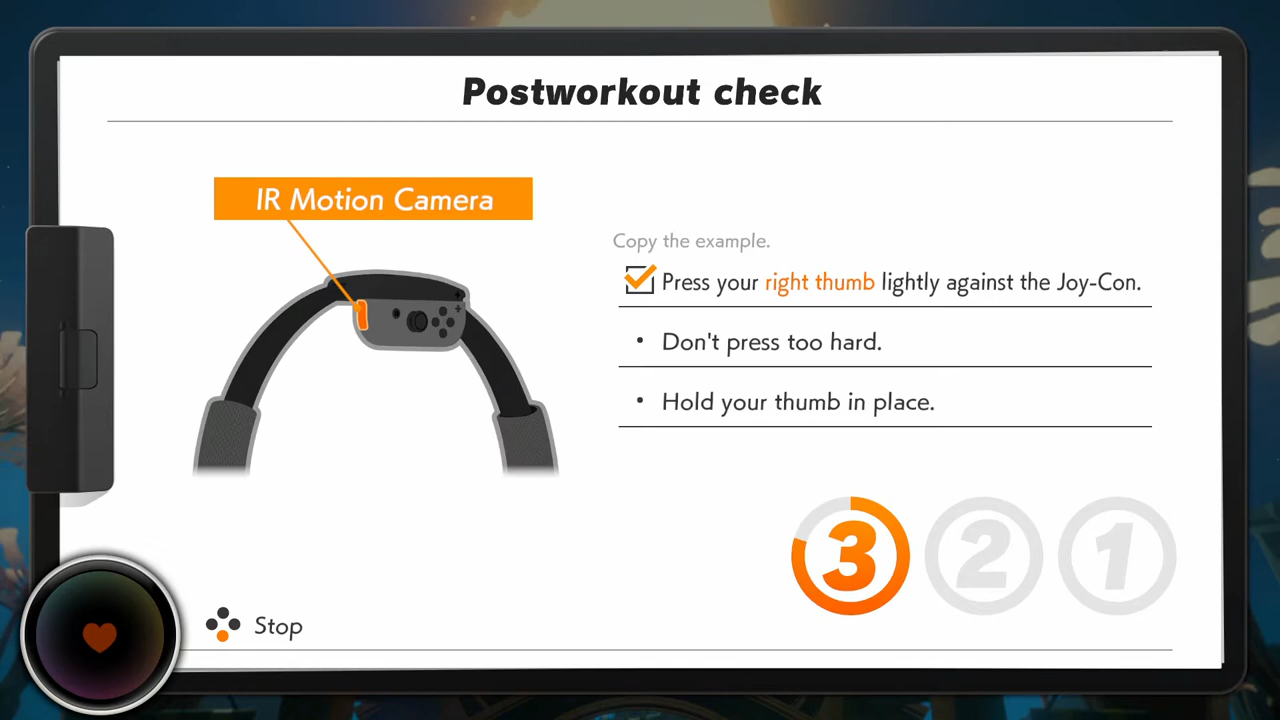 Postworkout check
IR Motion Camera
Copy the example.
Press your right thumb lightly against the Joy-Con.
• Don't press too hard.
• Hold your thumb in place.
3 2 1
Stop